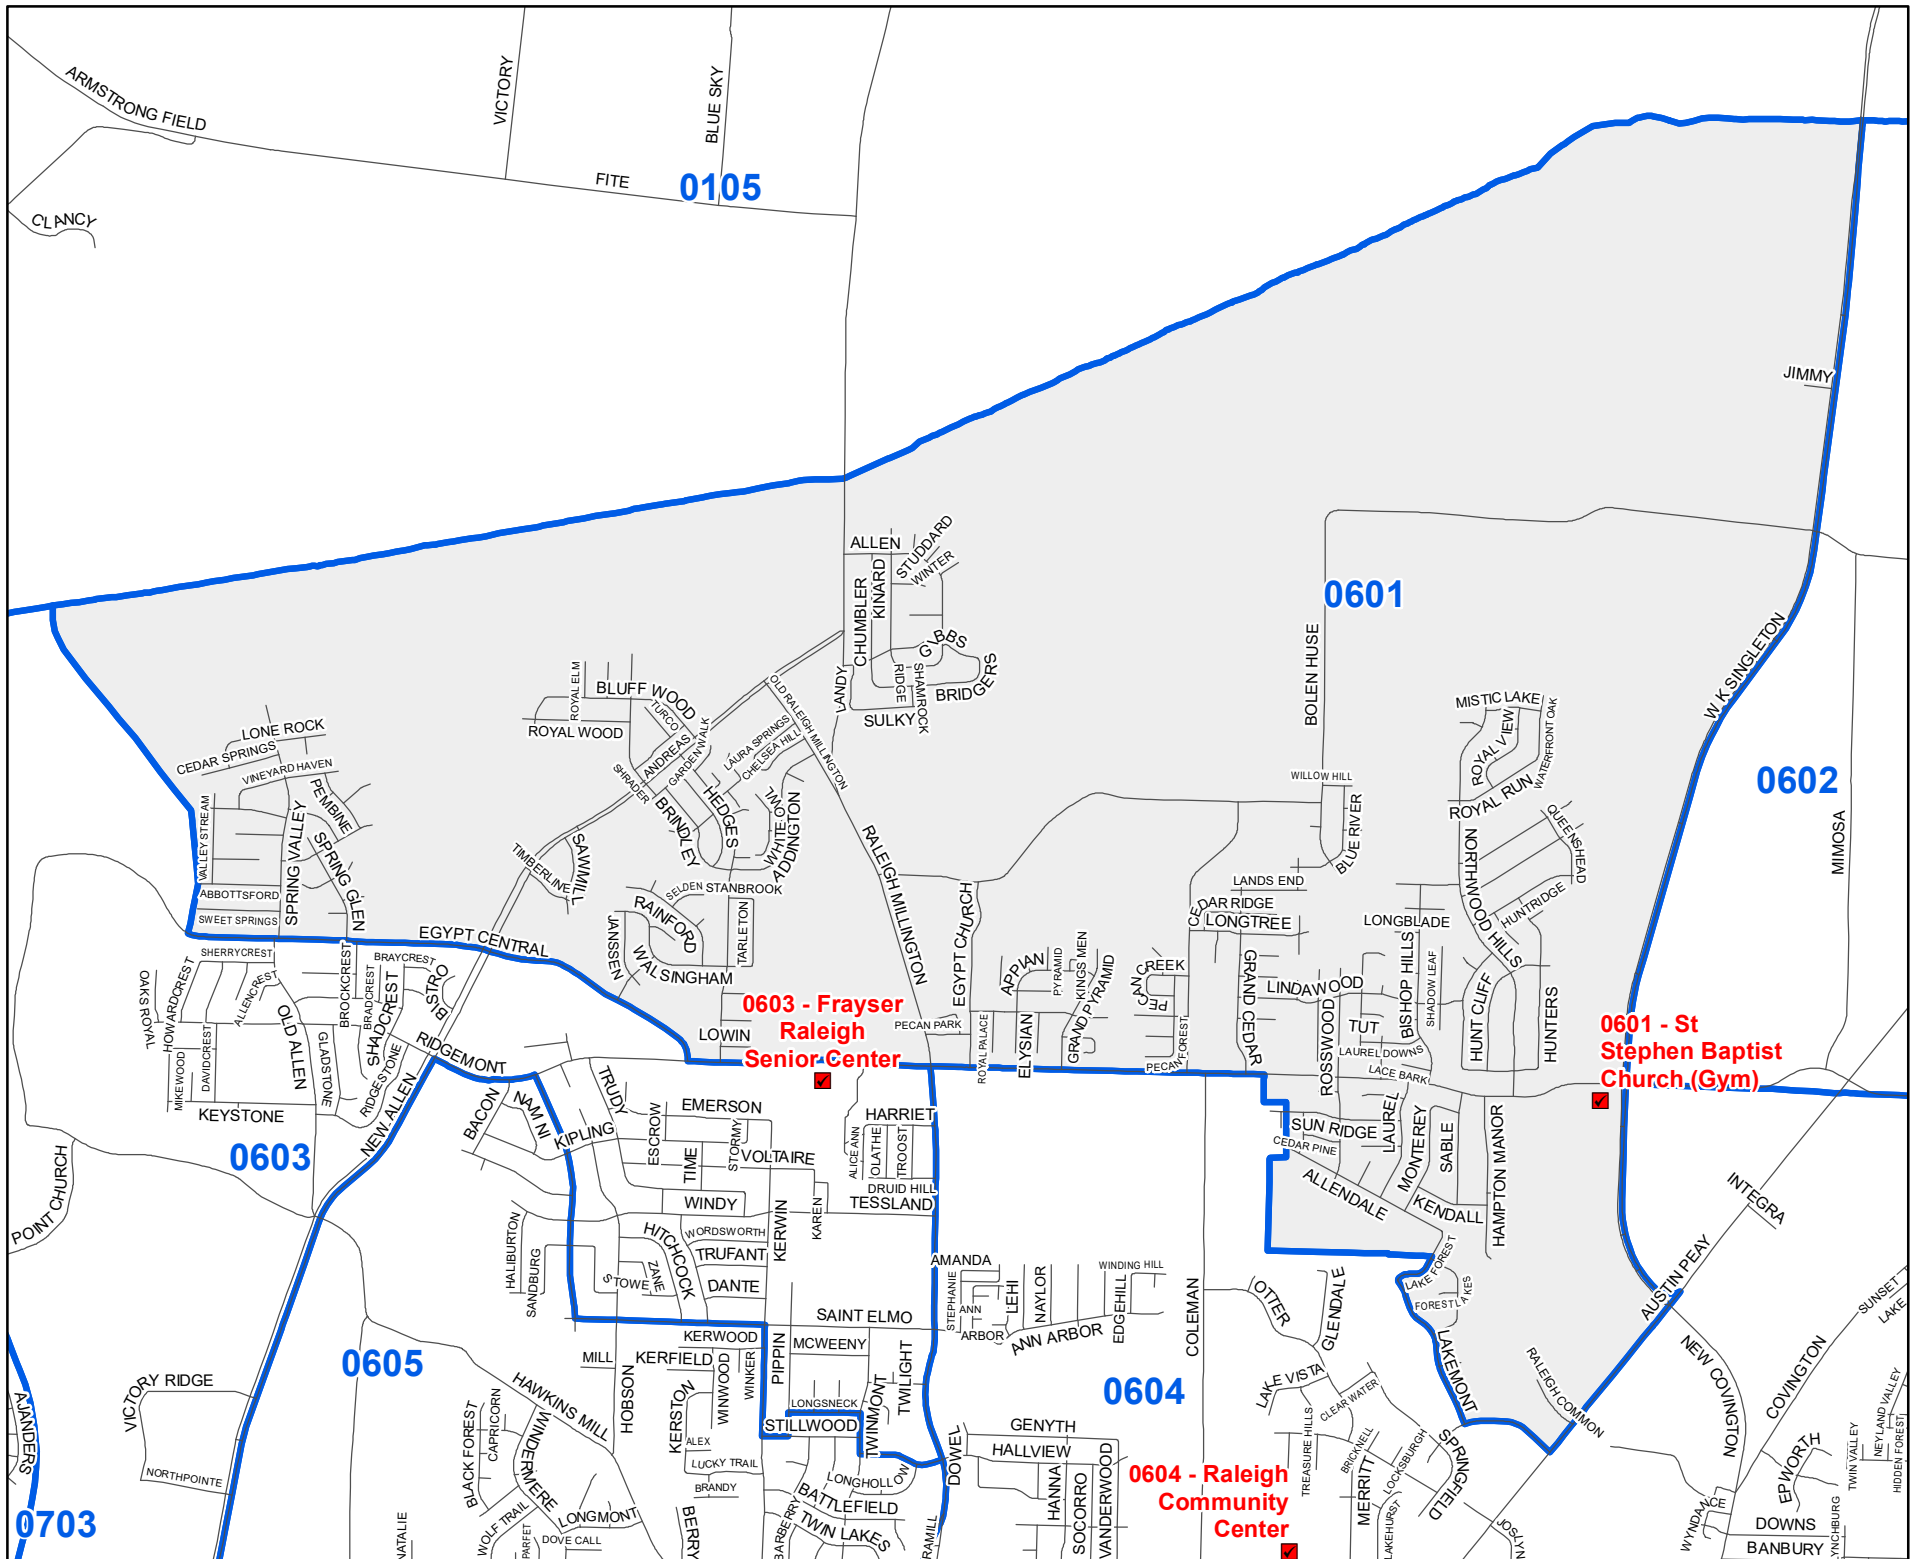 ARMSTRONG FIELD
VICTORY
BLUE SKY
FITE
0105
CLANCY
JIMMY
ALLEN
STUDDARD
WINTER
KINARD
CHUMBLER
GIBBS
RIDGE
SHAMROCK
BRIDGERS
LANDY
SULKY
0601
BOLEN HUSE
W K SINGLETON
ROYAL ELM
BLUFF WOOD
TURCO
ROYAL WOOD
ANDREAS
GARDENWALK
SHRADER
OLD RALEIGH MILLINGTON
LAURA SPRINGS
CHELSEA HILL
HEDGES
BRINDLEY
WHITE OWL
ADDINGTON
LONE ROCK
CEDAR SPRINGS
VINEYARD HAVEN
PEMBINE
VALLEY STREAM
SPRING VALLEY
SPRING GLEN
ABBOTTSFORD
SWEET SPRINGS
MISTIC LAKE
ROYAL VIEW
WATERFRONT OAK
ROYAL RUN
WILLOW HILL
BLUE RIVER
0602
MIMOSA
QUEENSHEAD
NORTHWOOD HILLS
HUNTRIDGE
SAWMILL
TIMBERLINE
SELDEN
STANBROOK
RAINFORD
TARLETON
JANSSEN
WALSINGHAM
RALEIGH MILLINGTON
EGYPT CHURCH
LANDS END
CEDAR RIDGE
LONGTREE
LONGBLADE
EGYPT CENTRAL
SHERRYCREST
BRAYCREST
BISTRO
OAKS ROYAL
HOWARDCREST
ALLENCREST
BROCKCREST
BRADCREST
SHADCREST
OLD ALLEN
GLADSTONE
RIDGESTONE
MIKEWOOD
DAVIDCREST
KEYSTONE
RIDGEMONT
NEW ALLEN
APPIAN
PYRAMID
KINGS MEN
GRAND PYRAMID
PECAN CREEK
GRAND CEDAR
LINDAWOOD
BISHOP HILLS
SHADOW LEAF
HUNT CLIFF
HUNTERS
ROSSWOOD
TUT
LAUREL DOWNS
LACE BARK
PECAN PARK
ROYAL PALACE
ELYSIAN
PECAN FOREST
LOWIN
0603 - Frayser
Raleigh
Senior Center
0601 - St
Stephen Baptist
Church (Gym)
BACON
NAM NI
KIPLING
TRUDY
ESCROW
EMERSON
STORMY
TIME
VOLTAIRE
WINDY
KERWIN
KAREN
ALICE ANN
HARRIET
OLATHE
TROOST
DRUID HILL
TESSLAND
SUN RIDGE
CEDAR PINE
LAUREL
MONTEREY
SABLE
HAMPTON MANOR
ALLENDALE
KENDALL
0603
POINT CHURCH
HALIBURTON
SANDBURG
HITCHCOCK
WORDSWORTH
TRUFANT
ZANE
STOWE
DANTE
INTEGRA
AUSTIN PEAY
LAKE FOREST
FOREST LAKES
AMANDA
STEPHANIE
ANN
ARBOR
LEHI
NAYLOR
WINDING HILL
EDGEHILL
ANN ARBOR
COLEMAN
OTTER
GLENDALE
SUNSET
LAKE
SAINT ELMO
KERWOOD
MCWEENY
PIPPIN
MILL
KERFIELD
WINWOOD
WINKER
HOBSON
KERSTON
TWILIGHT
TWINMONT
LONGSNECK
STILLWOOD
0605
VICTORY RIDGE
HAWKINS MILL
AJANDERS
0604
LAKE VISTA
CLEAR WATER
LAKEMONT
RALEIGH COMMON
NEW COVINGTON
COVINGTON
NEYLAND VALLEY
BLACK FOREST
CAPRICORN
WINDERMERE
ALEX
LUCKY TRAIL
BRANDY
LONGHOLLOW
DOWEL
GENYTH
HALLVIEW
TREASURE HILLS
BRICKNELL
LOCKSBURGH
SPRINGFIELD
MERRITT
EPWORTH
TWIN VALLEY
HIDDEN FOREST
NORTHPOINTE
0703
NATALIE
WOLF TRAIL
PARFET
LONGMONT
DOVE CALL
BERRY
BARBERRY
BATTLEFIELD
TWIN LAKES
RAMILL
HANNA
SOCORRO
VANDERWOOD
0604 - Raleigh
Community
Center
LAKEHURST
JOSLYN
WYNDANCE
DOWNS
BANBURY
LYNCHBURG